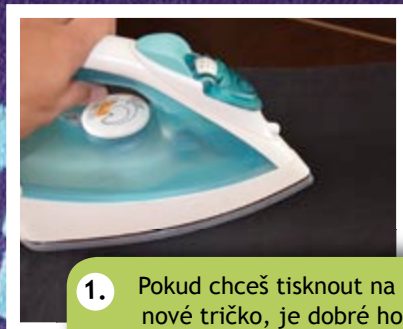 1. Pokud chceš tisknout na
nové tričko, je dobré ho